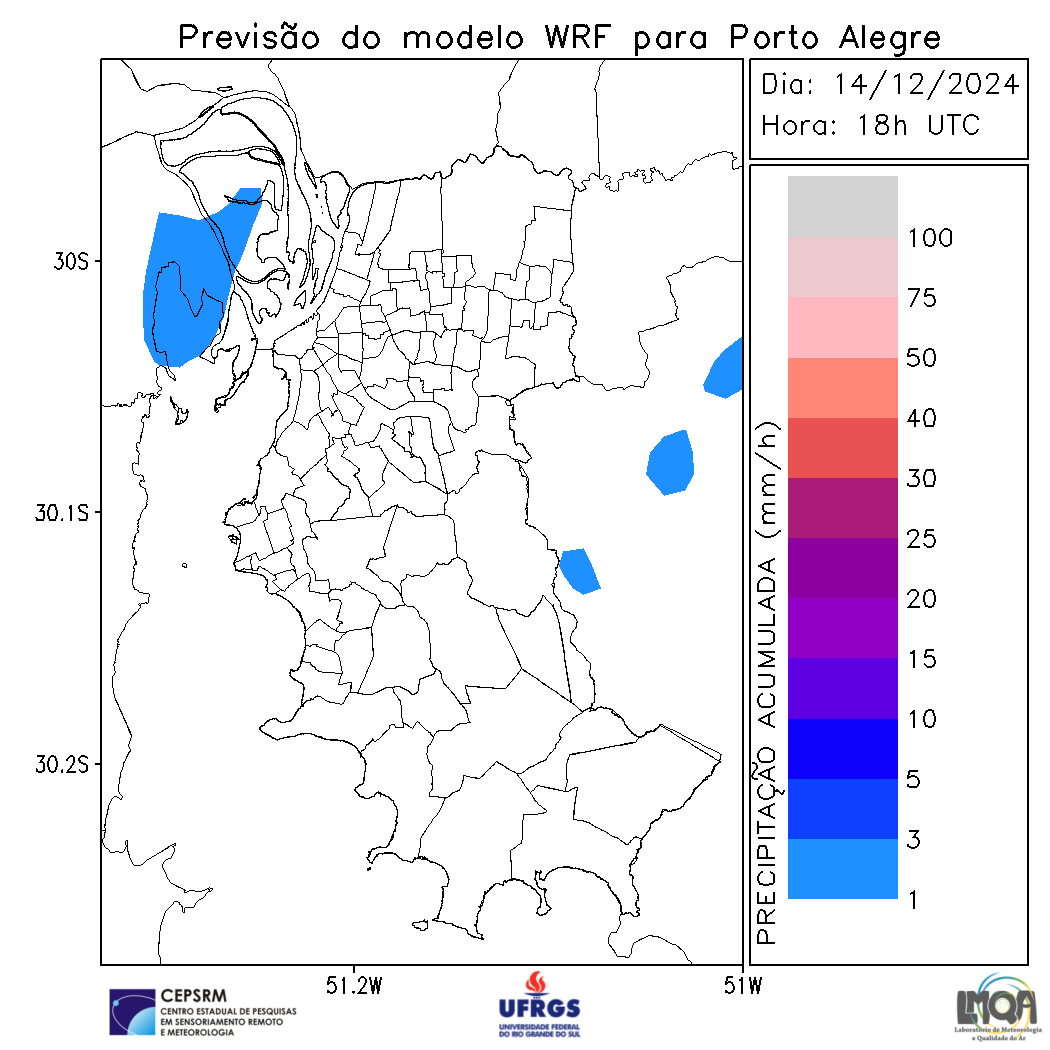 Previsão do modelo WRF para Porto Alegre
Dia: 14/12/2024
Hora: 18h UTC
30S
30.1S
30.2S
51.2W
51W
PRECIPITAÇÃO ACUMULADA (mm/h)
100
75
50
40
30
25
20
15
10
5
3
1
CEPSRM
CENTRO ESTADUAL DE PESQUISAS
EM SENSORIAMENTO REMOTO
E METEOROLOGIA
UFRGS
UNIVERSIDADE FEDERAL
DO RIO GRANDE DO SUL
LMQA
Laboratório de Meteorologia
e Qualidade do Ar